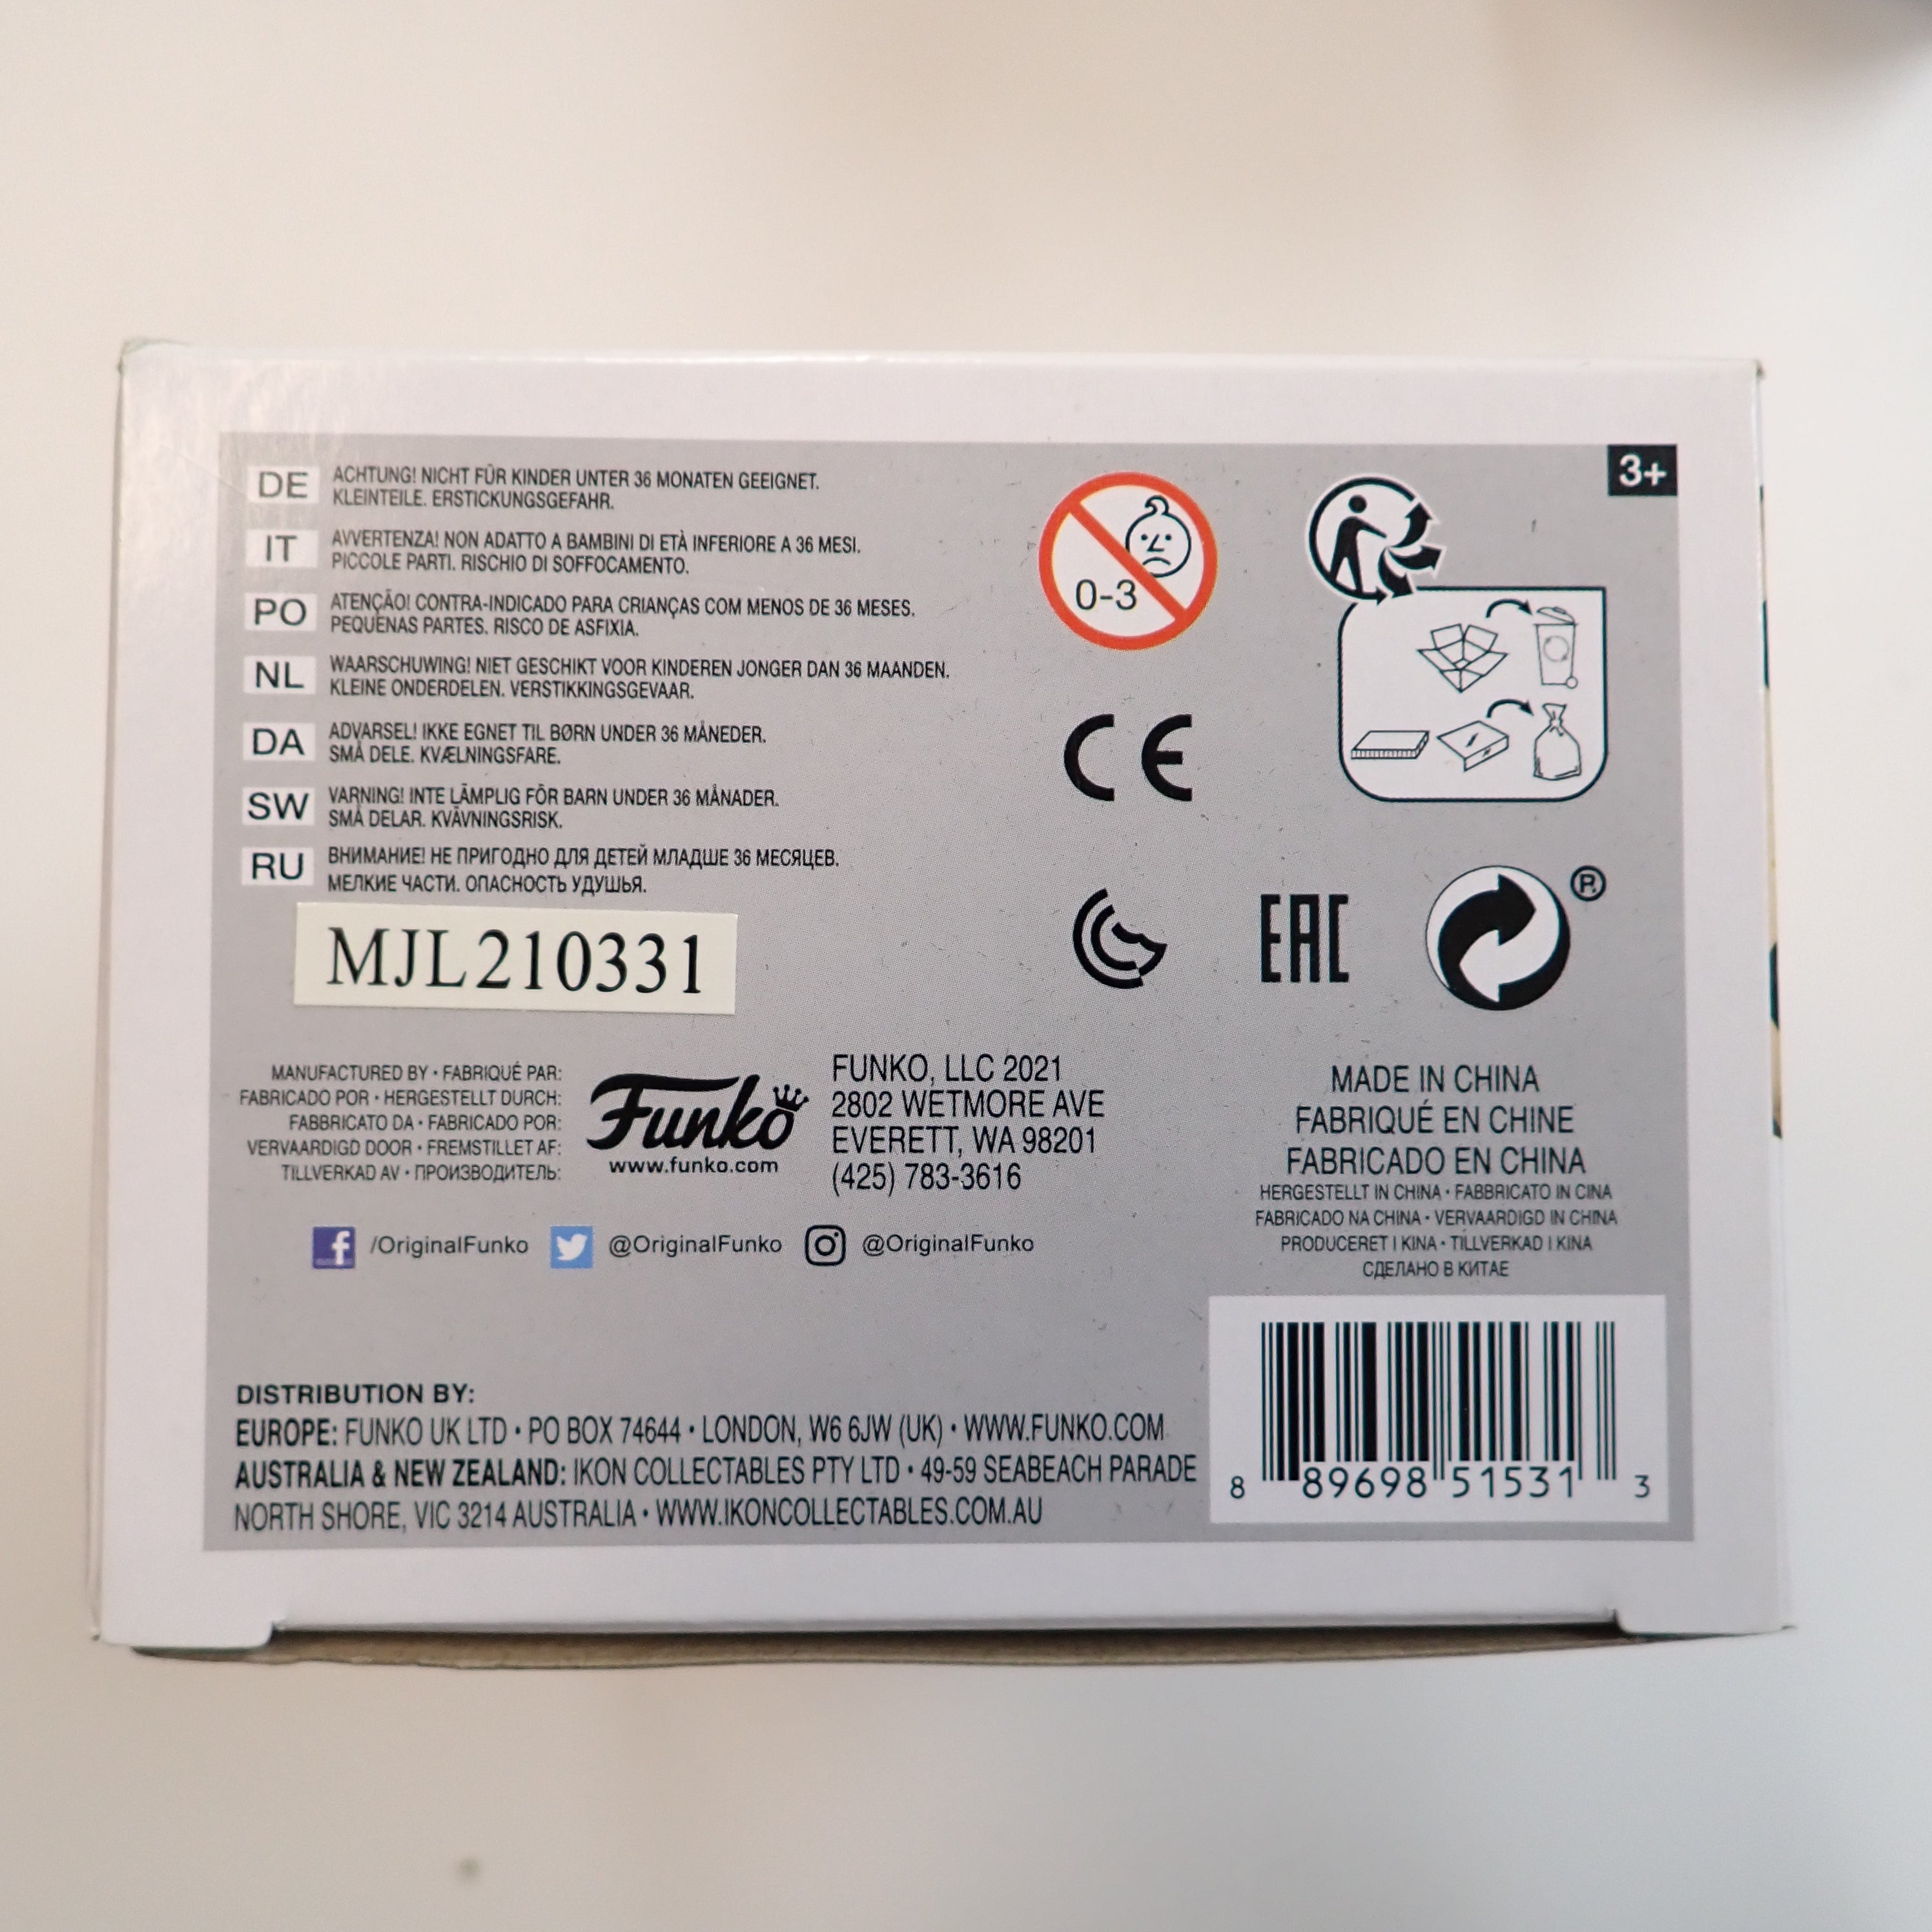 DE ACHTUNG! NICHT FÜR KINDER UNTER 36 MONATEN GEEIGNET.
KLEINTEILE. ERSTICKUNGSGEFAHR.
IT AVVERTENZA! NON ADATTO A BAMBINI DI ETÀ INFERIORE A 36 MESI.
PICCOLE PARTI. RISCHIO DI SOFFOCAMENTO.
PO ATENÇÃO! CONTRA-INDICADO PARA CRIANÇAS COM MENOS DE 36 MESES.
PEQUENAS PARTES. RISCO DE ASFIXIA.
NL WAARSCHUWING! NIET GESCHIKT VOOR KINDEREN JONGER DAN 36 MAANDEN.
KLEINE ONDERDELEN. VERSTIKKINGSGEVAAR.
DA ADVARSEL! IKKE EGNET TIL BØRN UNDER 36 MÅNEDER.
SMÅ DELE. KVÆLNINGSFARE.
SW VARNING! INTE LÄMPLIG FÖR BARN UNDER 36 MÅNADER.
SMÅ DELAR. KVÄVNINGSRISK.
RU ВНИМАНИЕ! НЕ ПРИГОДНО ДЛЯ ДЕТЕЙ МЛАДШЕ 36 МЕСЯЦЕВ.
МЕЛКИЕ ЧАСТИ. ОПАСНОСТЬ УДУШЬЯ.
MJL210331
0-3
3+
CE
EAC
®
MANUFACTURED BY • FABRIQUÉ PAR:
FABRICADO POR • HERGESTELLT DURCH:
FABBRICATO DA • FABRICADO POR:
VERVAARDIGD DOOR • FREMSTILLET AF:
TILLVERKAD AV • ПРОИЗВОДИТЕЛЬ:
Funko
www.funko.com
FUNKO, LLC 2021
2802 WETMORE AVE
EVERETT, WA 98201
(425) 783-3616
MADE IN CHINA
FABRIQUÉ EN CHINE
FABRICADO EN CHINA
HERGESTELLT IN CHINA • FABBRICATO IN CINA
FABRICADO NA CHINA • VERVAARDIGD IN CHINA
PRODUCERET I KINA • TILLVERKAD I KINA
СДЕЛАНО В КИТАЕ
f /OriginalFunko @OriginalFunko @OriginalFunko
DISTRIBUTION BY:
EUROPE: FUNKO UK LTD • PO BOX 74644 • LONDON, W6 6JW (UK) • WWW.FUNKO.COM
AUSTRALIA & NEW ZEALAND: IKON COLLECTABLES PTY LTD • 49-59 SEABEACH PARADE
NORTH SHORE, VIC 3214 AUSTRALIA • WWW.IKONCOLLECTABLES.COM.AU
8 89698 51531 3